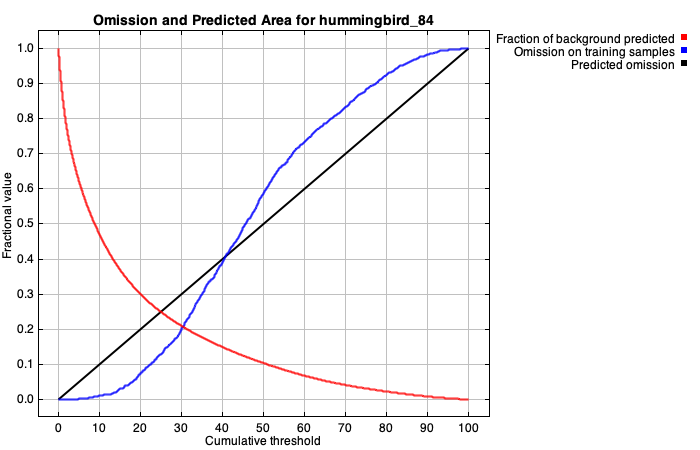 Omission and Predicted Area for hummingbird_84
Fraction of background predicted
Omission on training samples
Predicted omission
Fractional value
1.0
0.9
0.8
0.7
0.6
0.5
0.4
0.3
0.2
0.1
0.0
0 10 20 30 40 50 60 70 80 90 100
Cumulative threshold